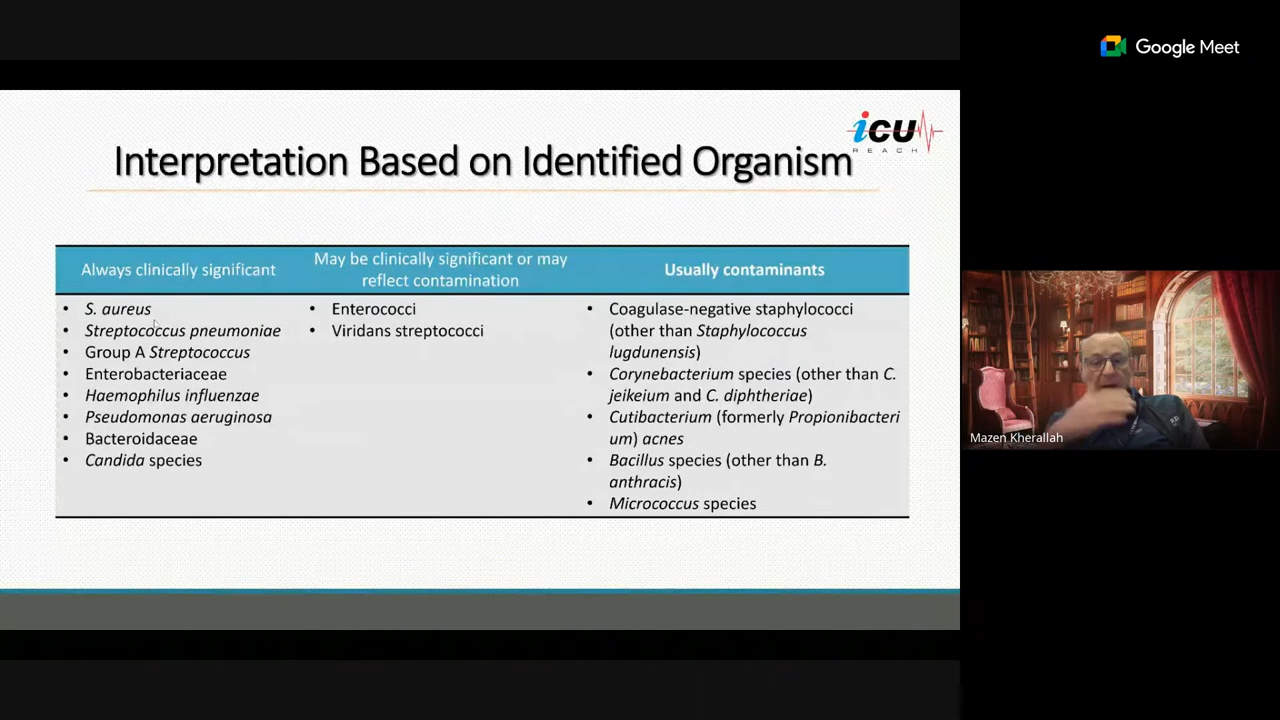 Google Meet
icu
REACH
Interpretation Based on Identified Organism
Always clinically significant
May be clinically significant or may
reflect contamination
Usually contaminants
• S. aureus
• Streptococcus pneumoniae
• Group A Streptococcus
• Enterobacteriaceae
• Haemophilus influenzae
• Pseudomonas aeruginosa
• Bacteroidaceae
• Candida species
• Enterococci
• Viridans streptococci
• Coagulase-negative staphylococci
(other than Staphylococcus
lugdunensis)
• Corynebacterium species (other than C.
jeikeium and C. diphtheriae)
• Cutibacterium (formerly Propionibacteri
um) acnes
• Bacillus species (other than B.
anthracis)
• Micrococcus species
Mazen Kherallah